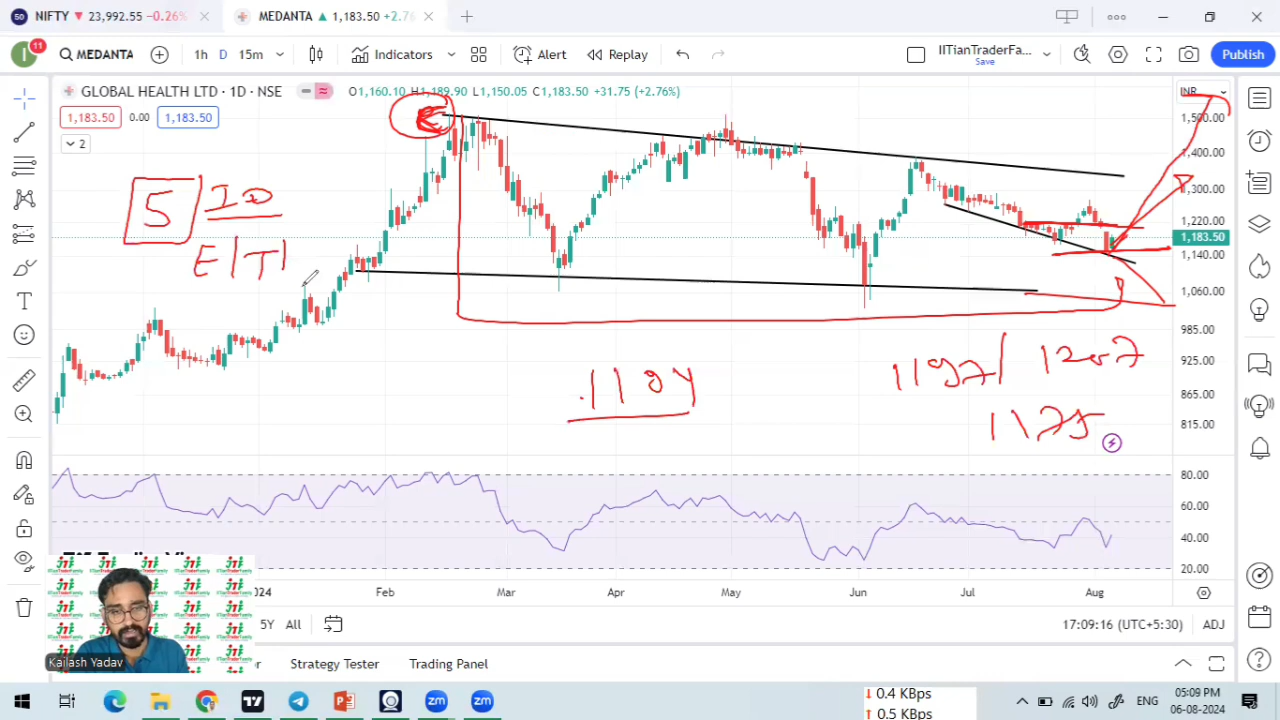 NIFTY ▼ 23,992.55 −0.26%
MEDANTA ▲ 1,183.50 +2.76
11
MEDANTA
1h D 15m
Indicators
Alert
Replay
IITianTraderFa...
Save
Publish
GLOBAL HEALTH LTD · 1D · NSE
O1,160.10 H1,189.90 L1,150.05 C1,183.50 +31.75 (+2.76%)
INR
1,183.50 0.00 1,183.50
2
1,500.00
1,400.00
1,300.00
1,220.00
1,183.50
1,140.00
1,060.00
985.00
925.00
865.00
815.00
5
E|T|
1197/ 1207
1175
80.00
60.00
40.00
20.00
2024 Feb Mar Apr May Jun Jul Aug
5Y All
17:09:16 (UTC+5:30) ADJ
Kailash Yadav
Strategy Tester
Trading Panel
0.4 KBps
0.5 KBps
ENG
05:09 PM
06-08-2024